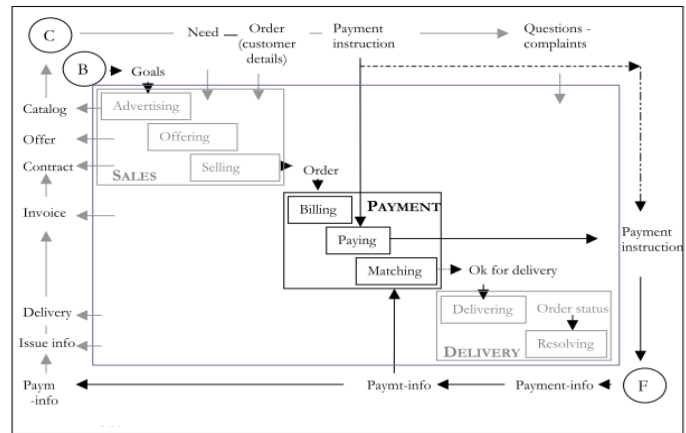 C
Need
Order
(customer
details)
Payment
instruction
Questions -
complaints
B
Goals
Catalog
Advertising
Offer
Offering
Contract
Selling
SALES
Order
Invoice
Billing
PAYMENT
Paying
Payment
instruction
Matching
Ok for delivery
Delivery
Delivering
Order status
Issue info
Resolving
DELIVERY
Paym
-info
Paymt-info
Payment-info
F